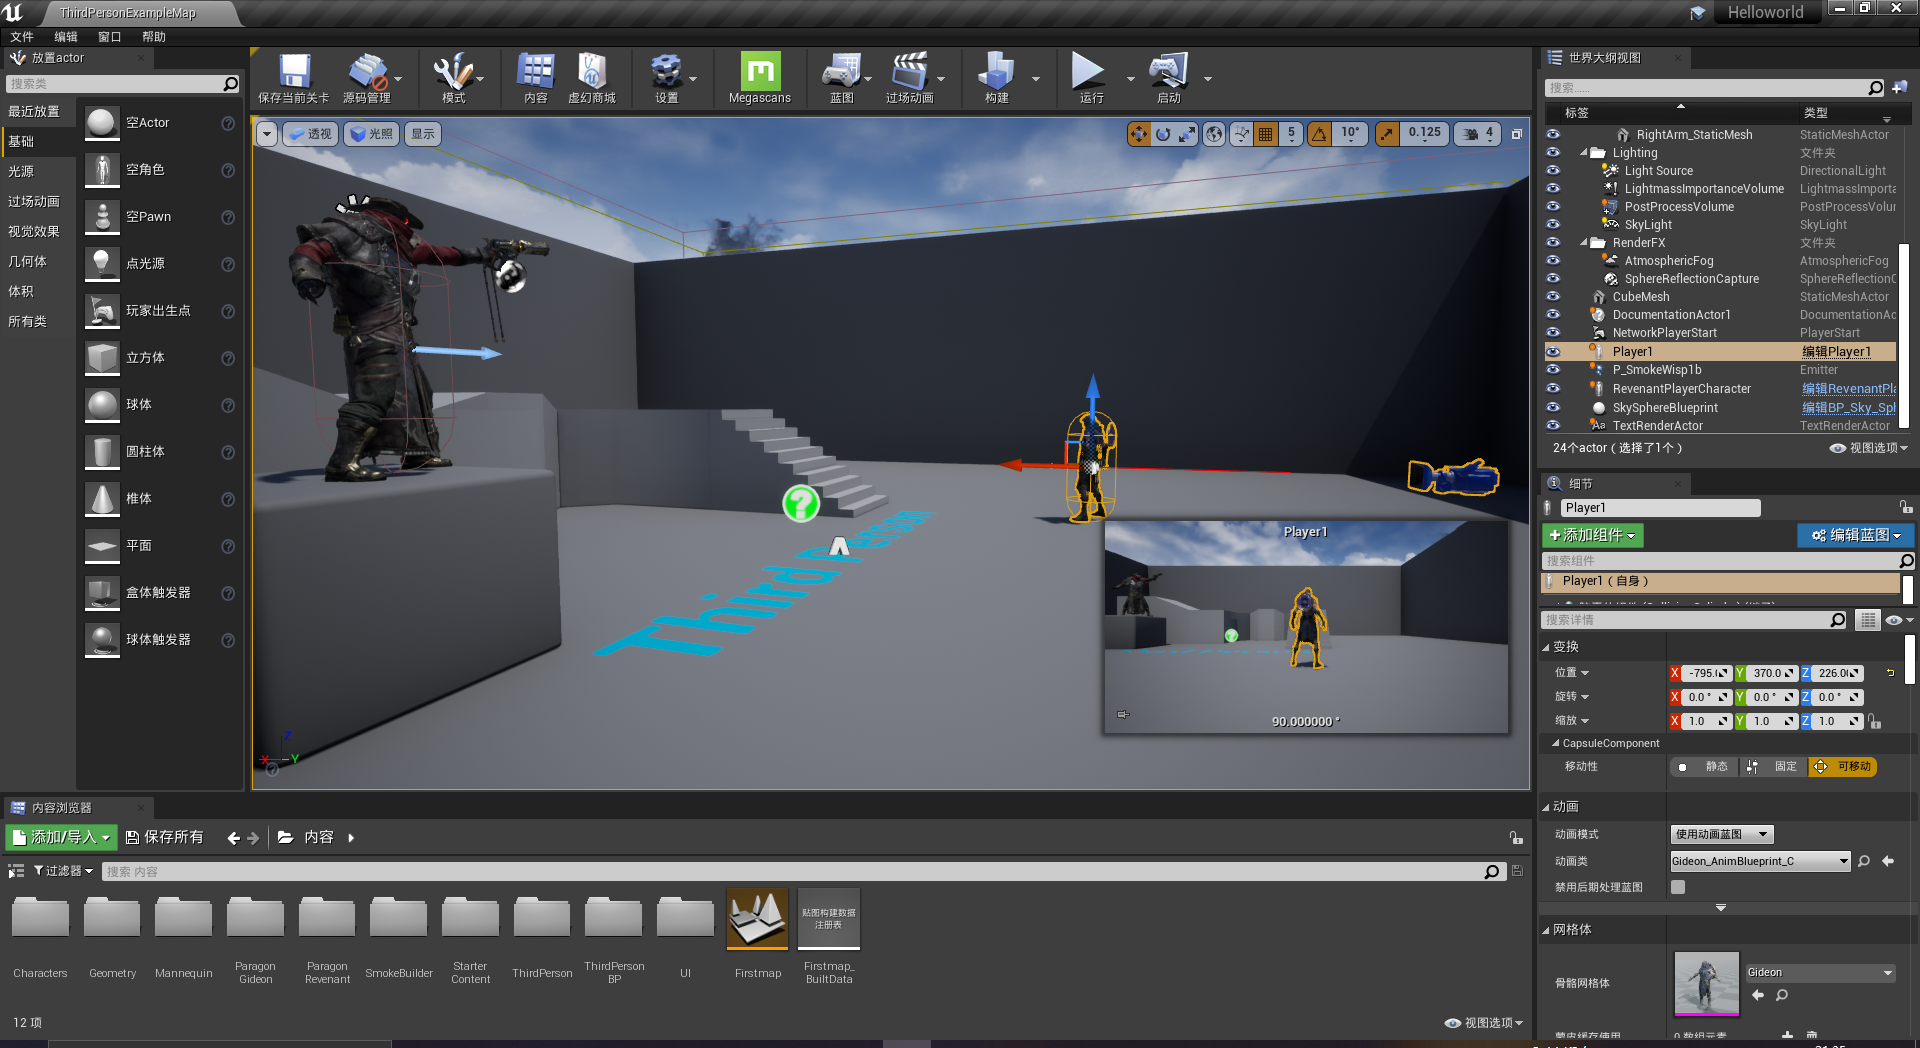 ThirdPersonExampleMap
Helloworld
文件 编辑 窗口 帮助
放置actor
搜索类
最近放置
基础
光源
过场动画
视觉效果
几何体
体积
所有类
空Actor
空角色
空Pawn
点光源
玩家出生点
立方体
球体
圆柱体
椎体
平面
盒体触发器
球体触发器
保存当前关卡
源码管理
模式
内容
虚幻商城
设置
Megascans
蓝图
过场动画
构建
运行
启动
透视
光照
显示
5
10°
0.125
4
Third
Player1
90.000000 °
Z
X
Y
世界大纲视图
搜索......
标签 类型
RightArm_StaticMesh StaticMeshActor
Lighting 文件夹
Light Source DirectionalLight
LightmassImportanceVolume LightmassImporta
PostProcessVolume PostProcessVolur
SkyLight SkyLight
RenderFX 文件夹
AtmosphericFog AtmosphericFog
SphereReflectionCapture SphereReflectionC
CubeMesh StaticMeshActor
DocumentationActor1 DocumentationAc
NetworkPlayerStart PlayerStart
Player1 编辑Player1
P_SmokeWisp1b Emitter
RevenantPlayerCharacter 编辑RevenantPla
SkySphereBlueprint 编辑BP_Sky_Sph
TextRenderActor TextRenderActor
24个actor（选择了1个）
视图选项
细节
Player1
添加组件
编辑蓝图
搜索组件
Player1（自身）
搜索详情
变换
位置 X -795.0 Y 370.0 Z 226.0
旋转 X 0.0 ° Y 0.0 ° Z 0.0 °
缩放 X 1.0 Y 1.0 Z 1.0
CapsuleComponent
移动性 静态 固定 可移动
动画
动画模式 使用动画蓝图
动画类 Gideon_AnimBlueprint_C
禁用后期处理蓝图
网格体
骨骼网格体 Gideon
内容浏览器
添加/导入 保存所有 内容
过滤器 搜索 内容
贴图构建数据
注册表
Characters
Geometry
Mannequin
Paragon
Gideon
Paragon
Revenant
SmokeBuilder
Starter
Content
ThirdPerson
ThirdPerson
BP
UI
Firstmap
Firstmap_
BuiltData
12 项
视图选项